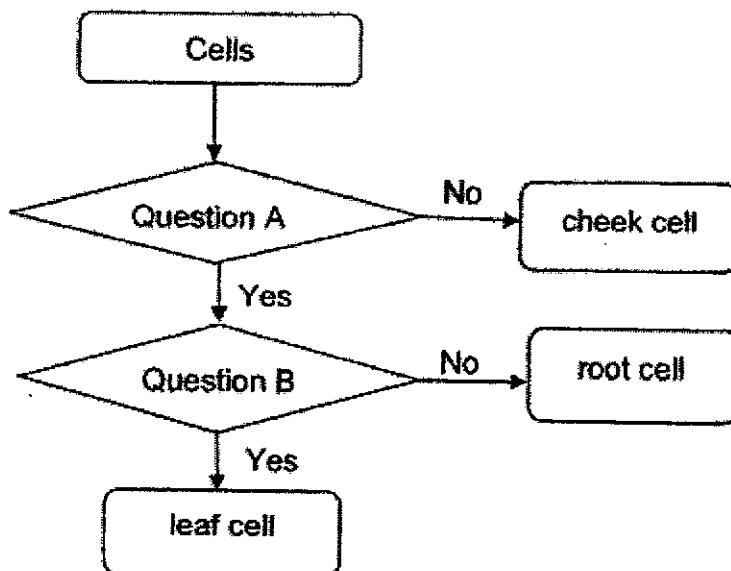 Cells
Question A
No
cheek cell
Yes
Question B
No
root cell
Yes
leaf cell